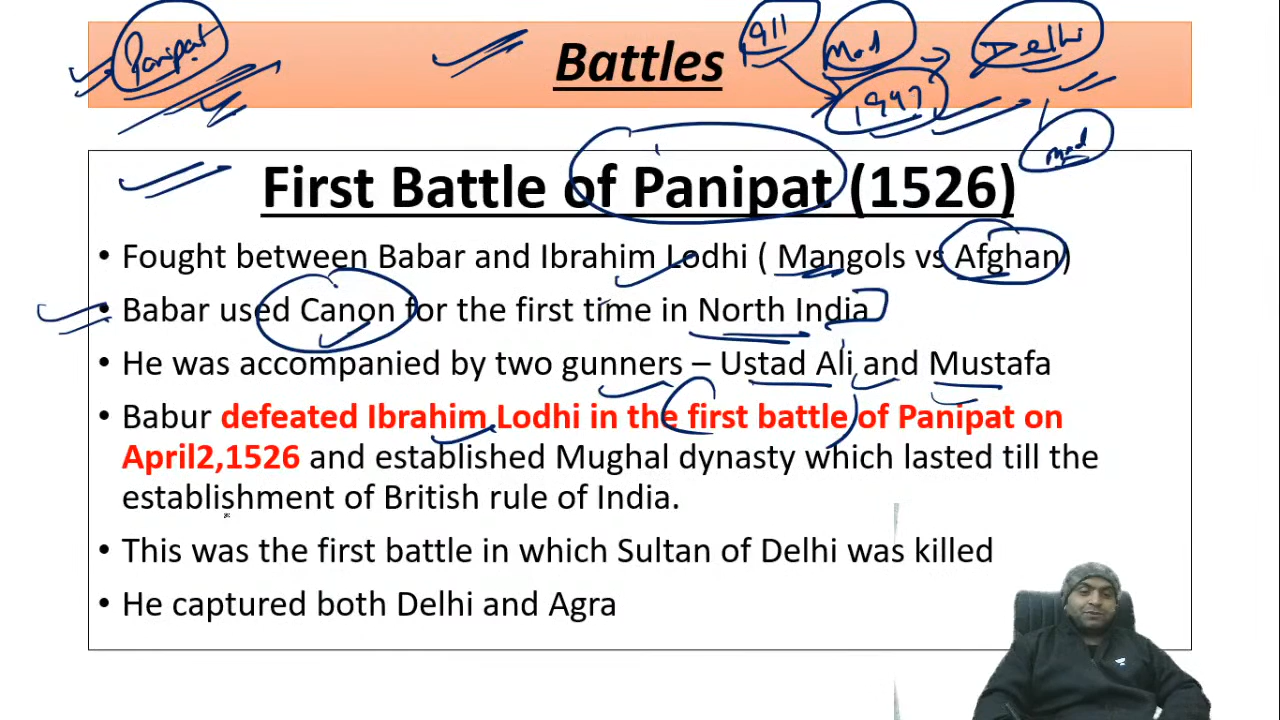 Panipat
911
Mod
Delhi
Battles
1947
Mod
First Battle of Panipat (1526)
• Fought between Babar and Ibrahim Lodhi ( Mangols vs Afghan)
• Babar used Canon for the first time in North India
• He was accompanied by two gunners – Ustad Ali and Mustafa
• Babur defeated Ibrahim Lodhi in the first battle of Panipat on
April2,1526 and established Mughal dynasty which lasted till the
establishment of British rule of India.
• This was the first battle in which Sultan of Delhi was killed
• He captured both Delhi and Agra